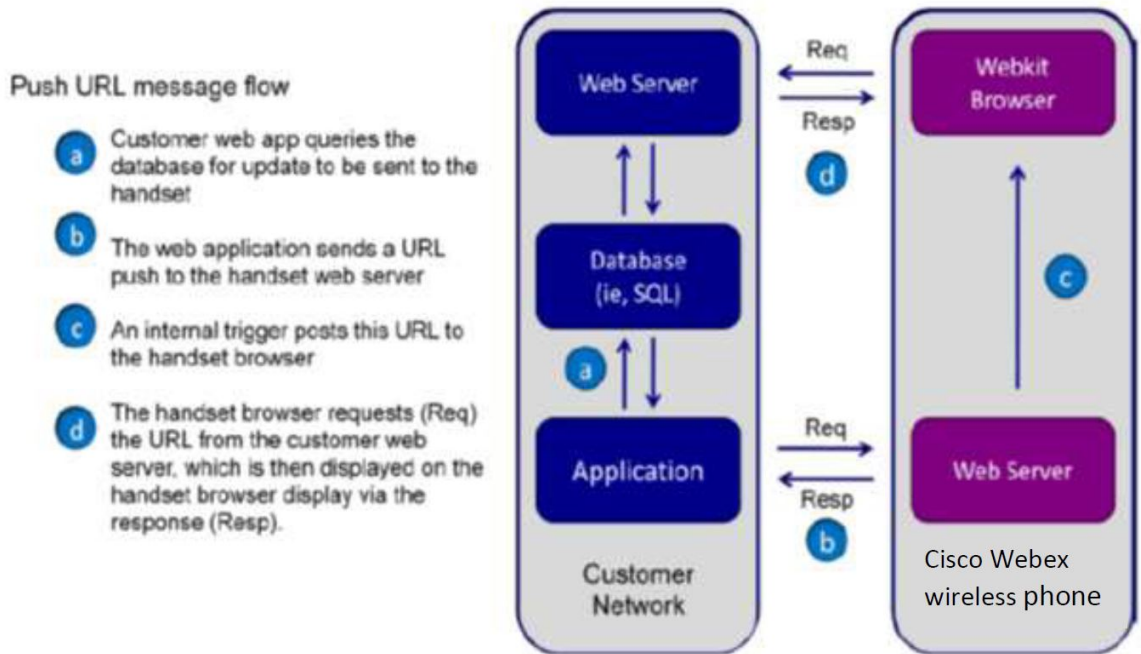 Push URL message flow
a
Customer web app queries the
database for update to be sent to the
handset
b
The web application sends a URL
push to the handset web server
c
An internal trigger posts this URL to
the handset browser
d
The handset browser requests (Req)
the URL from the customer web
server, which is then displayed on the
handset browser display via the
response (Resp).
Web Server
Database
(ie, SQL)
a
Application
Customer
Network
Req
Resp
d
Req
Resp
b
Webkit
Browser
c
Web Server
Cisco Webex
wireless phone